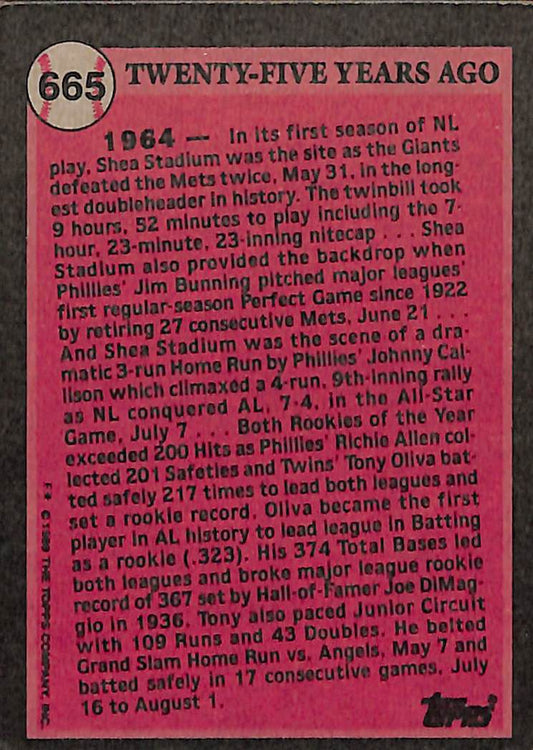 665
TWENTY-FIVE YEARS AGO
1964 — In its first season of NL
play, Shea Stadium was the site as the Giants
defeated the Mets twice, May 31, in the long-
est doubleheader in history. The twinbill took
9 hours, 52 minutes to play including the 7-
hour, 23-minute, 23-inning nitecap . . . Shea
Stadium also provided the backdrop when
Phillies' Jim Bunning pitched major leagues'
first regular-season Perfect Game since 1922
by retiring 27 consecutive Mets, June 21 . . .
And Shea Stadium was the scene of a dra-
matic 3-run Home Run by Phillies' Johnny Cal-
lison which climaxed a 4-run, 9th-inning rally
as NL conquered AL, 7-4, in the All-Star
Game, July 7 . . . Both Rookies of the Year
exceeded 200 Hits as Phillies' Richie Allen col-
lected 201 Safeties and Twins' Tony Oliva bat-
ted safely 217 times to lead both leagues and
set a rookie record. Oliva became the first
player in AL history to lead league in Batting
as a rookie (.323). His 374 Total Bases led
both leagues and broke major league rookie
record of 367 set by Hall-of-Famer Joe DiMag-
gio in 1936. Tony also paced Junior Circuit
with 109 Runs and 43 Doubles. He belted
Grand Slam Home Run vs. Angels, May 7 and
batted safely in 17 consecutive games, July
16 to August 1.
© 1989 THE TOPPS COMPANY, INC.
Topps